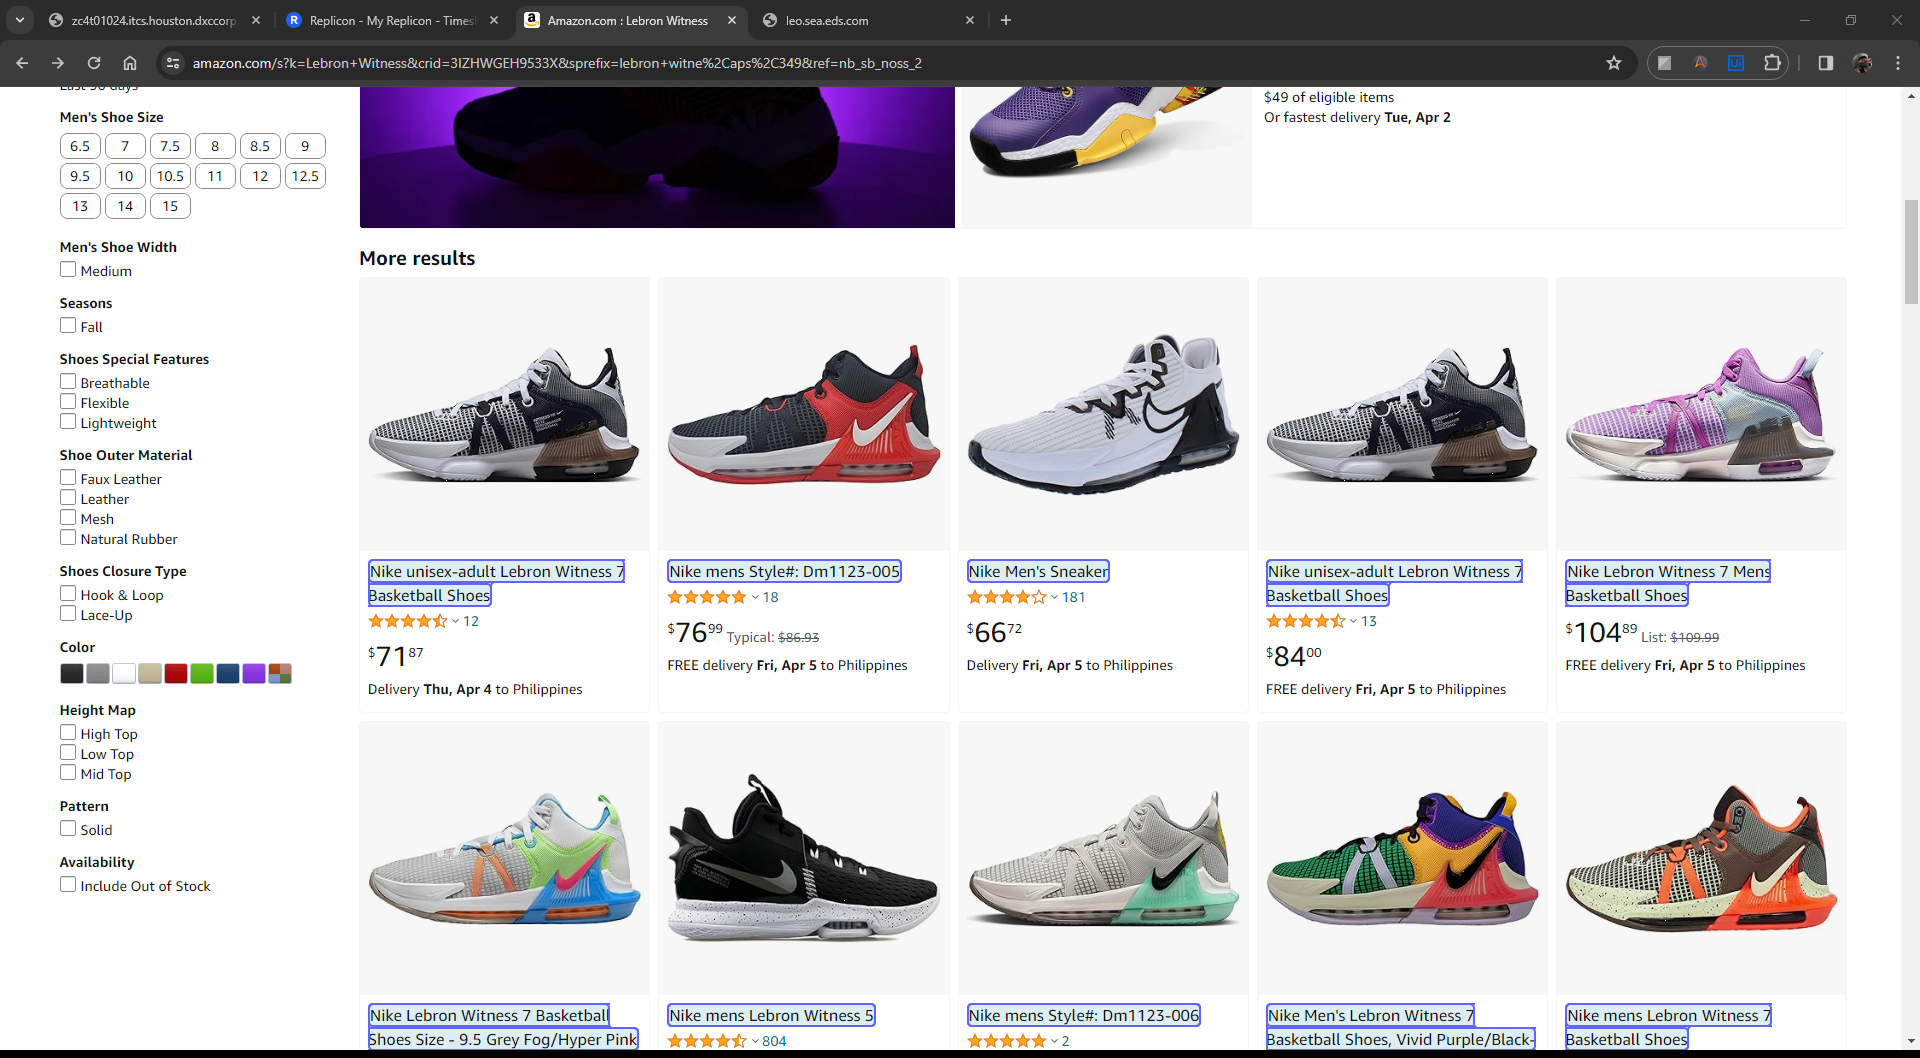 zc4t01024.itcs.houston.dxccorp
Replicon - My Replicon - Times
Amazon.com : Lebron Witness
leo.sea.eds.com
amazon.com/s?k=Lebron+Witness&crid=3IZHWGEH9533X&sprefix=lebron+witne%2Caps%2C349&ref=nb_sb_noss_2
Last 90 days
Men's Shoe Size
6.5 7 7.5 8 8.5 9
9.5 10 10.5 11 12 12.5
13 14 15
Men's Shoe Width
Medium
Seasons
Fall
Shoes Special Features
Breathable
Flexible
Lightweight
Shoe Outer Material
Faux Leather
Leather
Mesh
Natural Rubber
Shoes Closure Type
Hook & Loop
Lace-Up
Color
Height Map
High Top
Low Top
Mid Top
Pattern
Solid
Availability
Include Out of Stock
$49 of eligible items
Or fastest delivery Tue, Apr 2
More results
Nike unisex-adult Lebron Witness 7
Basketball Shoes
12
$71 87
Delivery Thu, Apr 4 to Philippines
Nike mens Style#: Dm1123-005
18
$76 99 Typical: $86.93
FREE delivery Fri, Apr 5 to Philippines
Nike Men's Sneaker
181
$66 72
Delivery Fri, Apr 5 to Philippines
Nike unisex-adult Lebron Witness 7
Basketball Shoes
13
$84 00
FREE delivery Fri, Apr 5 to Philippines
Nike Lebron Witness 7 Mens
Basketball Shoes
$104 89 List: $109.99
FREE delivery Fri, Apr 5 to Philippines
Nike Lebron Witness 7 Basketball
Shoes Size - 9.5 Grey Fog/Hyper Pink
Nike mens Lebron Witness 5
804
Nike mens Style#: Dm1123-006
2
Nike Men's Lebron Witness 7
Basketball Shoes, Vivid Purple/Black-
Nike mens Lebron Witness 7
Basketball Shoes